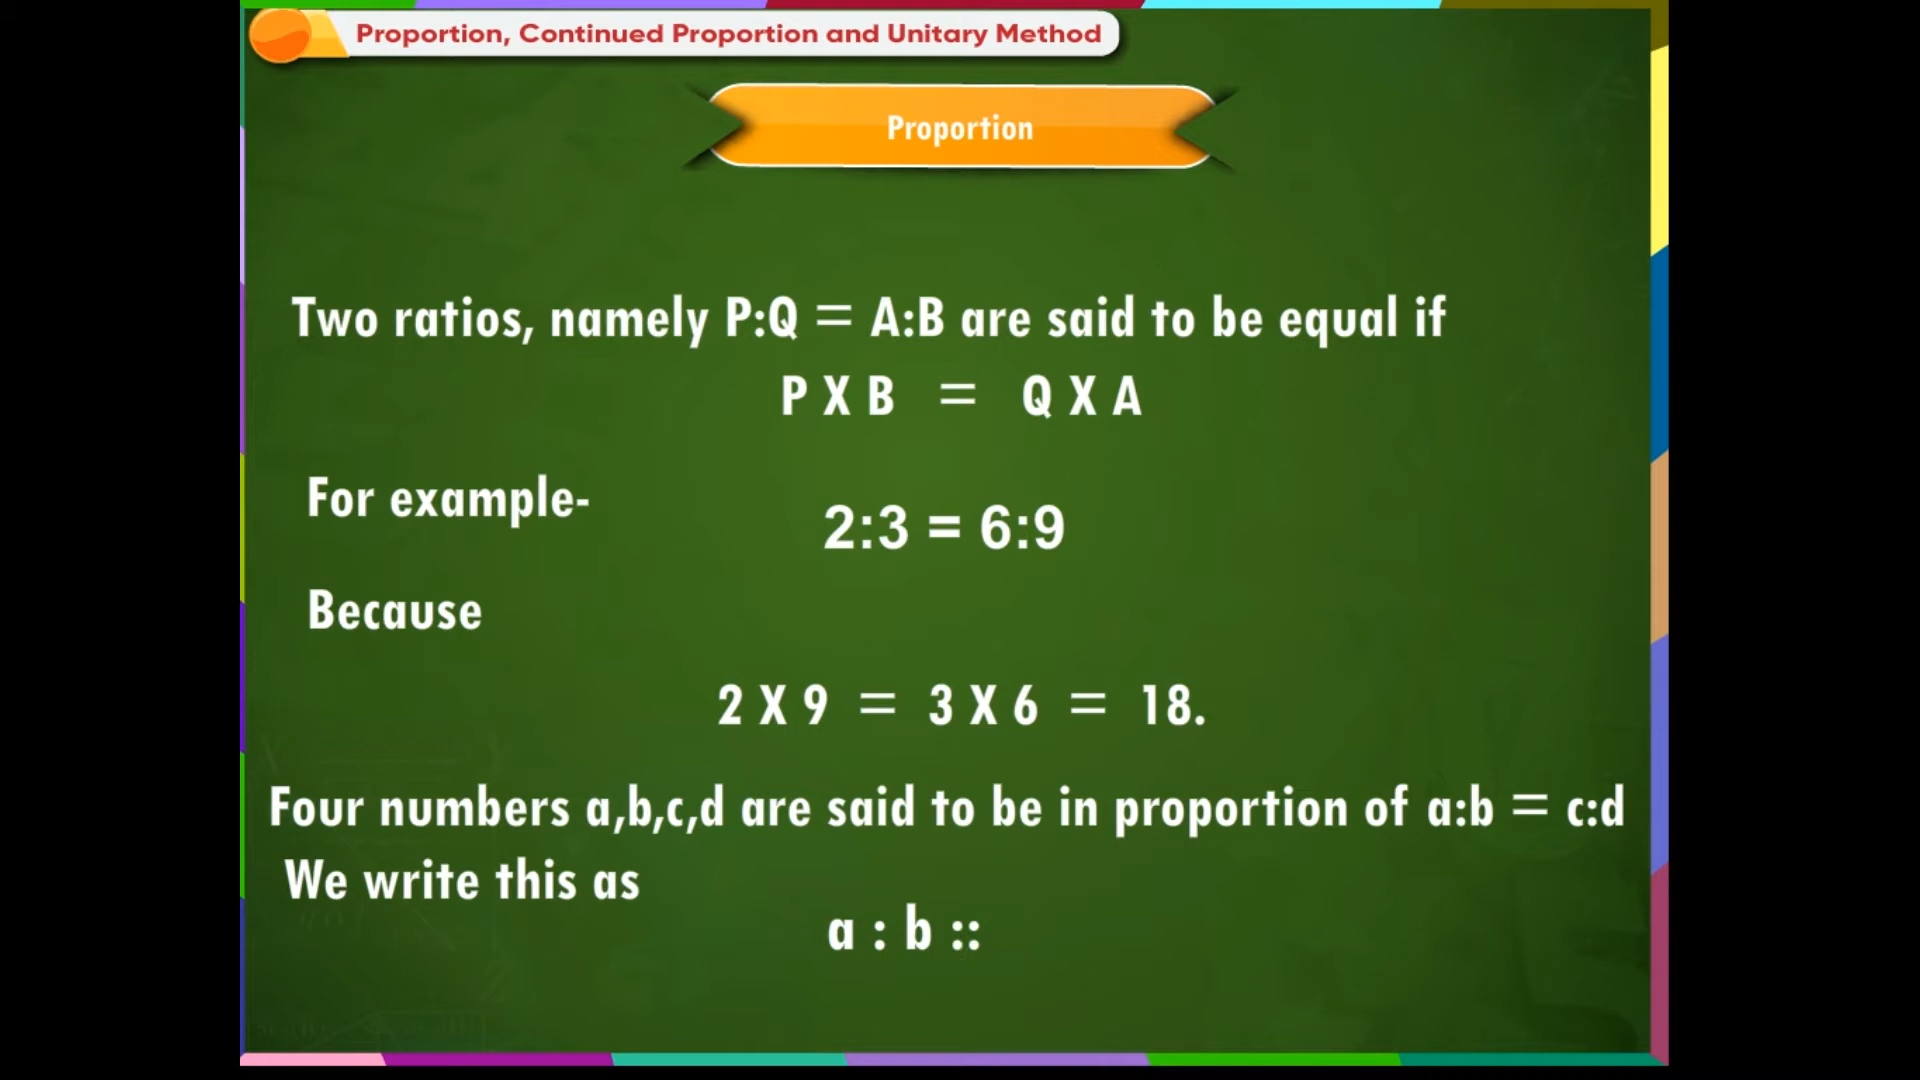 Proportion, Continued Proportion and Unitary Method
Proportion
Two ratios, namely P:Q = A:B are said to be equal if
P X B = Q X A
For example-
2:3 = 6:9
Because
2 X 9 = 3 X 6 = 18.
Four numbers a,b,c,d are said to be in proportion of a:b = c:d
We write this as
a : b ::